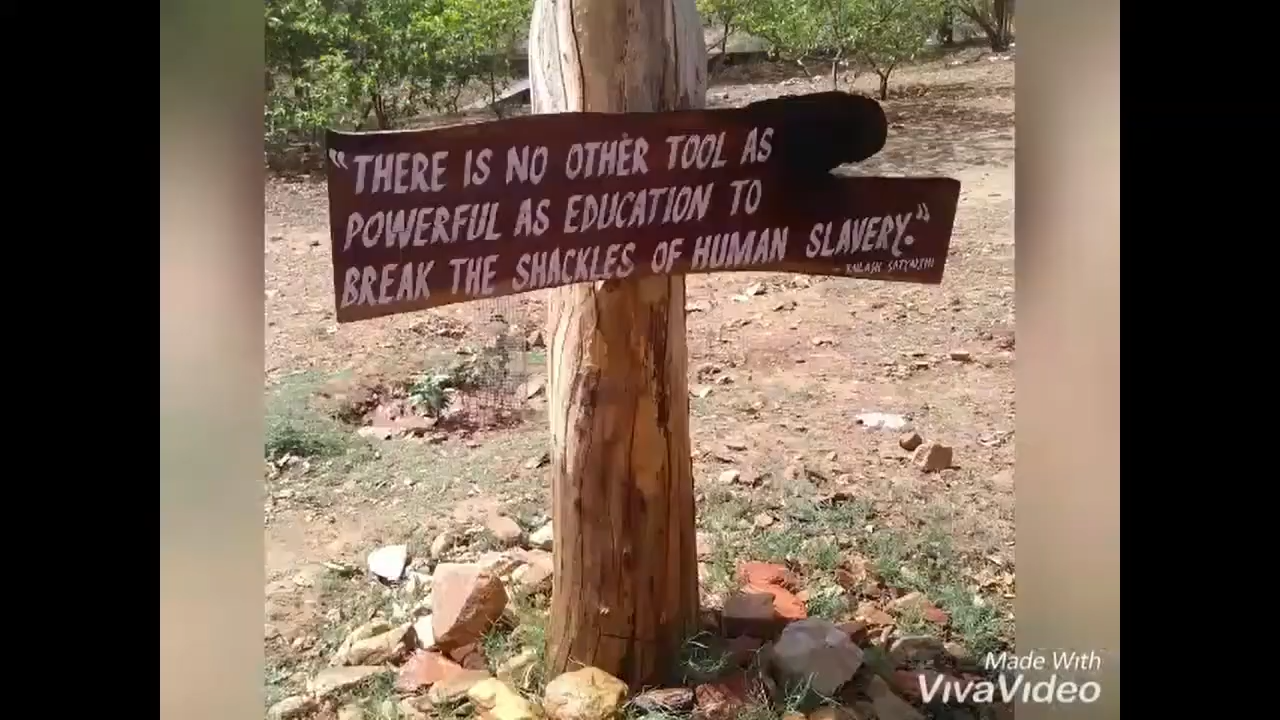 "THERE IS NO OTHER TOOL AS
POWERFUL AS EDUCATION TO
BREAK THE SHACKLES OF HUMAN SLAVERY."
- KAILASH SATYARTHI
Made With
VivaVideo